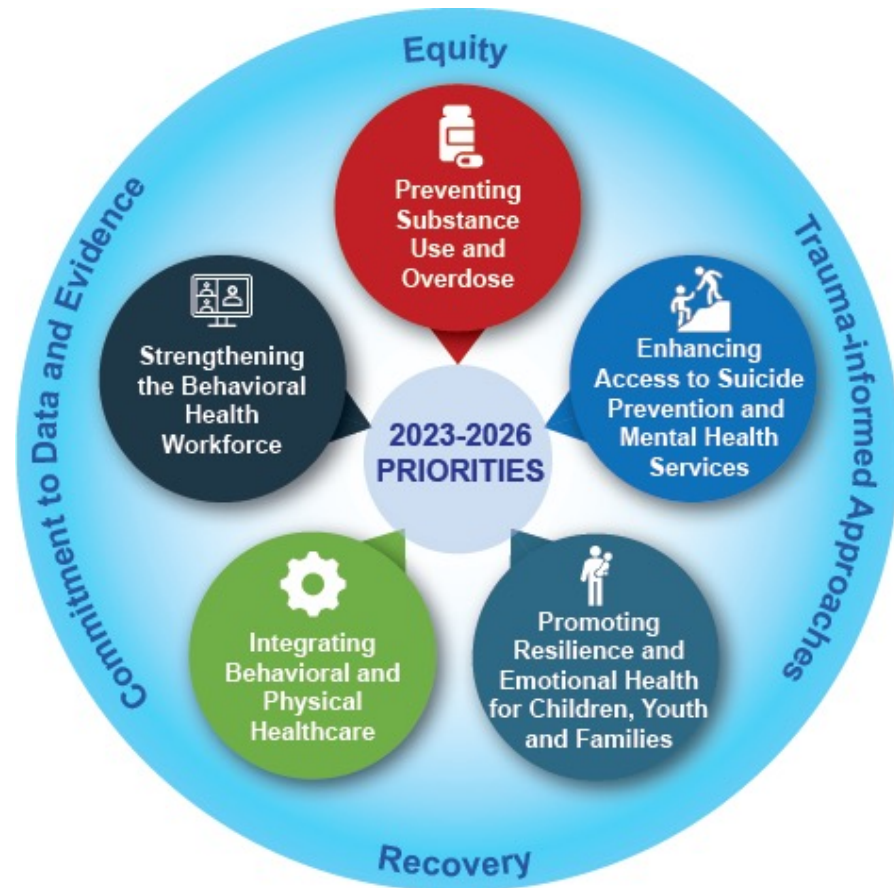 Equity
Preventing
Substance
Use and
Overdose
Enhancing
Access to Suicide
Prevention and
Mental Health
Services
Promoting
Resilience and
Emotional Health
for Children, Youth
and Families
Integrating
Behavioral and
Physical
Healthcare
Strengthening
the Behavioral
Health
Workforce
2023-2026
PRIORITIES
Trauma-informed Approaches
Recovery
Commitment to Data and Evidence